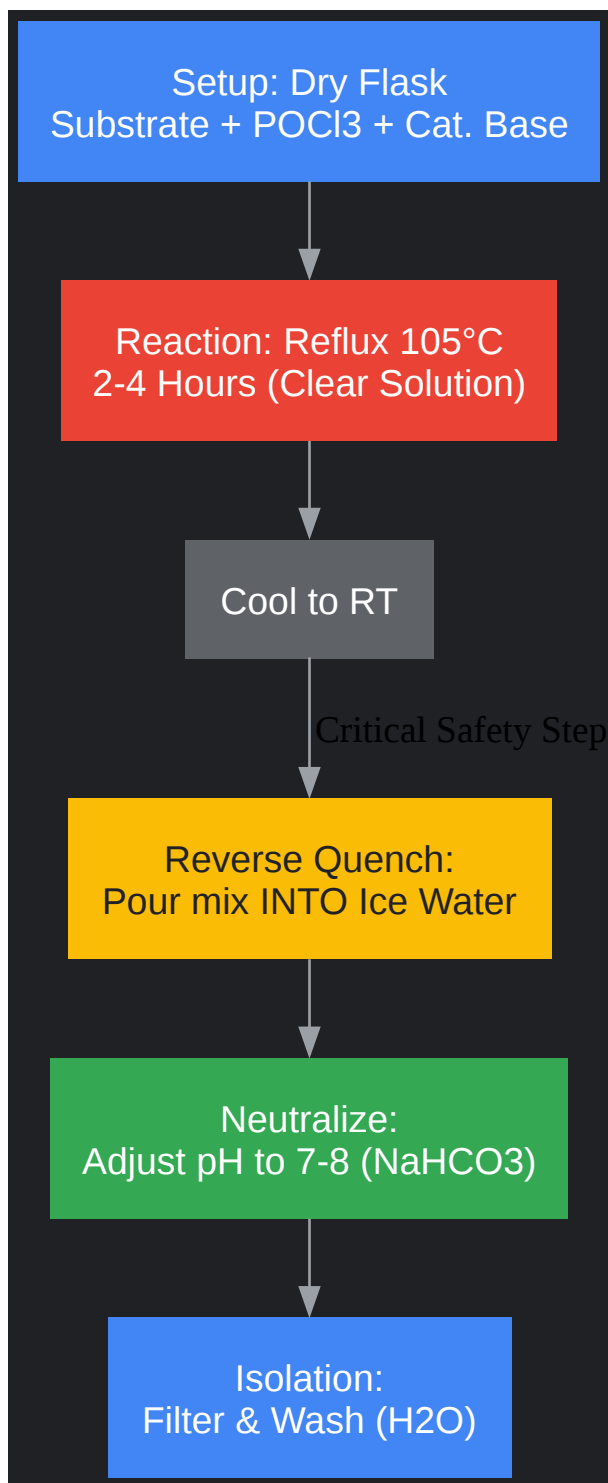 Setup: Dry Flask
Substrate + POCl3 + Cat. Base
Reaction: Reflux 105°C
2-4 Hours (Clear Solution)
Cool to RT
Critical Safety Step
Reverse Quench:
Pour mix INTO Ice Water
Neutralize:
Adjust pH to 7-8 (NaHCO3)
Isolation:
Filter & Wash (H2O)